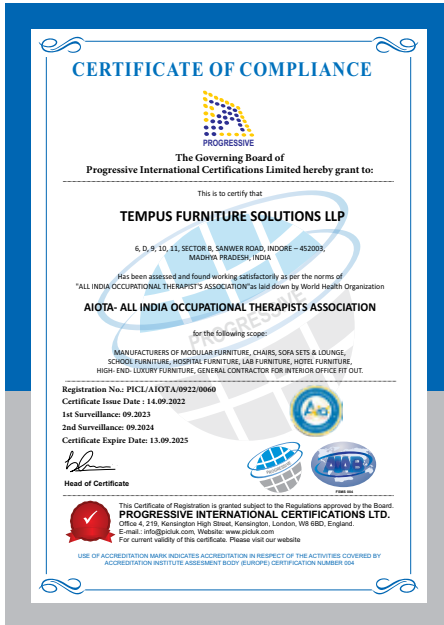 CERTIFICATE OF COMPLIANCE
PROGRESSIVE
The Governing Board of
Progressive International Certifications Limited hereby grant to:
This is to certify that
TEMPUS FURNITURE SOLUTIONS LLP
6, D, 9, 10, 11, SECTOR B, SANWER ROAD, INDORE – 452003,
MADHYA PRADESH, INDIA
Has been assessed and found working satisfactorily as per the norms of
"ALL INDIA OCCUPATIONAL THERAPIST'S ASSOCIATION"as laid down by World Health Organization
AIOTA- ALL INDIA OCCUPATIONAL THERAPISTS ASSOCIATION
for the following scope:
PROGRESSIVE
MANUFACTURERS OF MODULAR FURNITURE, CHAIRS, SOFA SETS & LOUNGE,
SCHOOL FURNITURE, HOSPITAL FURNITURE, LAB FURNITURE, HOTEL FURNITURE,
HIGH- END- LUXURY FURNITURE, GENERAL CONTRACTOR FOR INTERIOR OFFICE FIT OUT.
Registration No.: PICL/AIOTA/0922/0060
Certificate Issue Date : 14.09.2022
1st Surveillance: 09.2023
2nd Surveillance: 09.2024
Certificate Expire Date: 13.09.2025
Head of Certificate
PROGRESSIVE
AIAB
FSMS 004
This Certificate of Registration is granted subject to the Regulations approved by the Board.
PROGRESSIVE INTERNATIONAL CERTIFICATIONS LTD.
Office 4, 219, Kensington High Street, Kensington, London, W8 6BD, England.
E-mail.: info@picluk.com, Website: www.picluk.com
For current validity of this certificate. Please visit our website
USE OF ACCREDITATION MARK INDICATES ACCREDITATION IN RESPECT OF THE ACTIVITIES COVERED BY
ACCREDITATION INSTITUTE ASSESMENT BODY (EUROPE) CERTIFICATION NUMBER 004